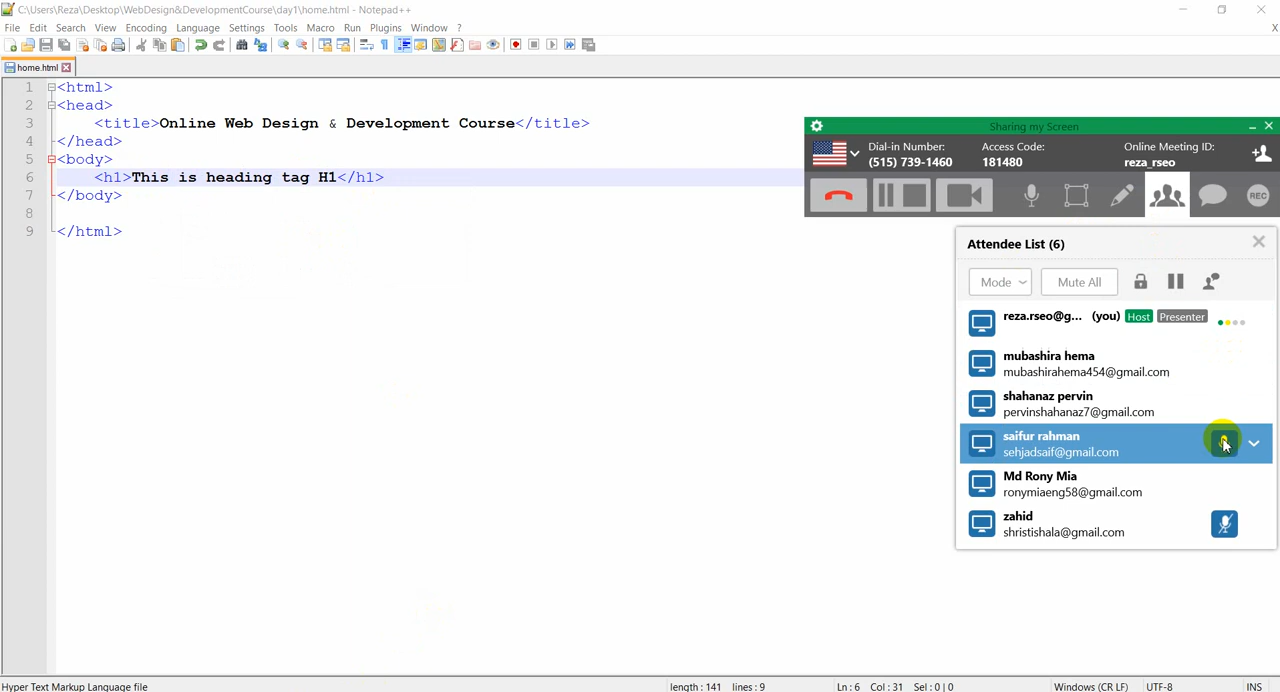 C:\Users\Reza\Desktop\WebDesign&DevelopmentCourse\day1\home.html - Notepad++
File Edit Search View Encoding Language Settings Tools Macro Run Plugins Window ? X
home.html
1 <html>
2 <head>
3 <title>Online Web Design & Development Course</title>
4 </head>
5 <body>
6 <h1>This is heading tag H1</h1>
7 </body>
8
9 </html>
Sharing my Screen
Dial-in Number: Access Code: Online Meeting ID:
(515) 739-1460 181480 reza_rseo
REC
Attendee List (6)
Mode Mute All
reza.rseo@g... (you) Host Presenter
mubashira hema
mubashirahema454@gmail.com
shahanaz pervin
pervinshahanaz7@gmail.com
saifur rahman
sehjadsaif@gmail.com
Md Rony Mia
ronymiaeng58@gmail.com
zahid
shristishala@gmail.com
Hyper Text Markup Language file length : 141 lines : 9 Ln : 6 Col : 31 Sel : 0 | 0 Windows (CR LF) UTF-8 INS